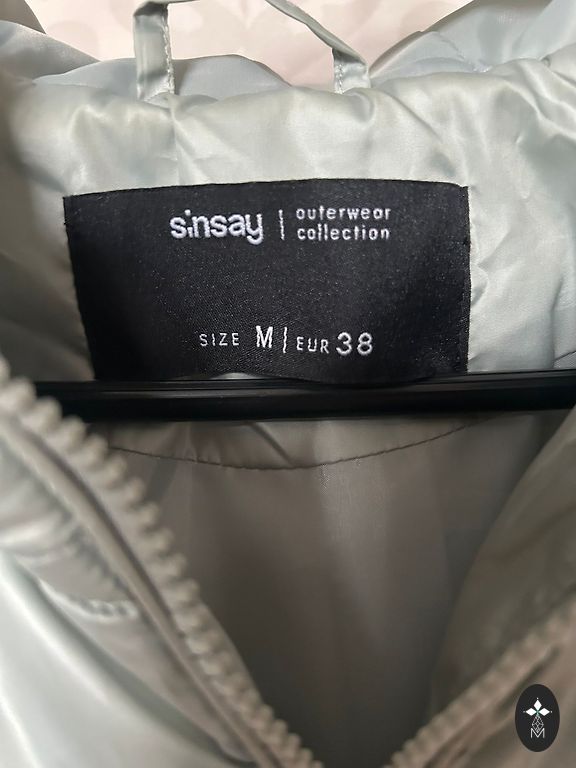 sinsay | outerwear
collection
SIZE M | EUR 38
M